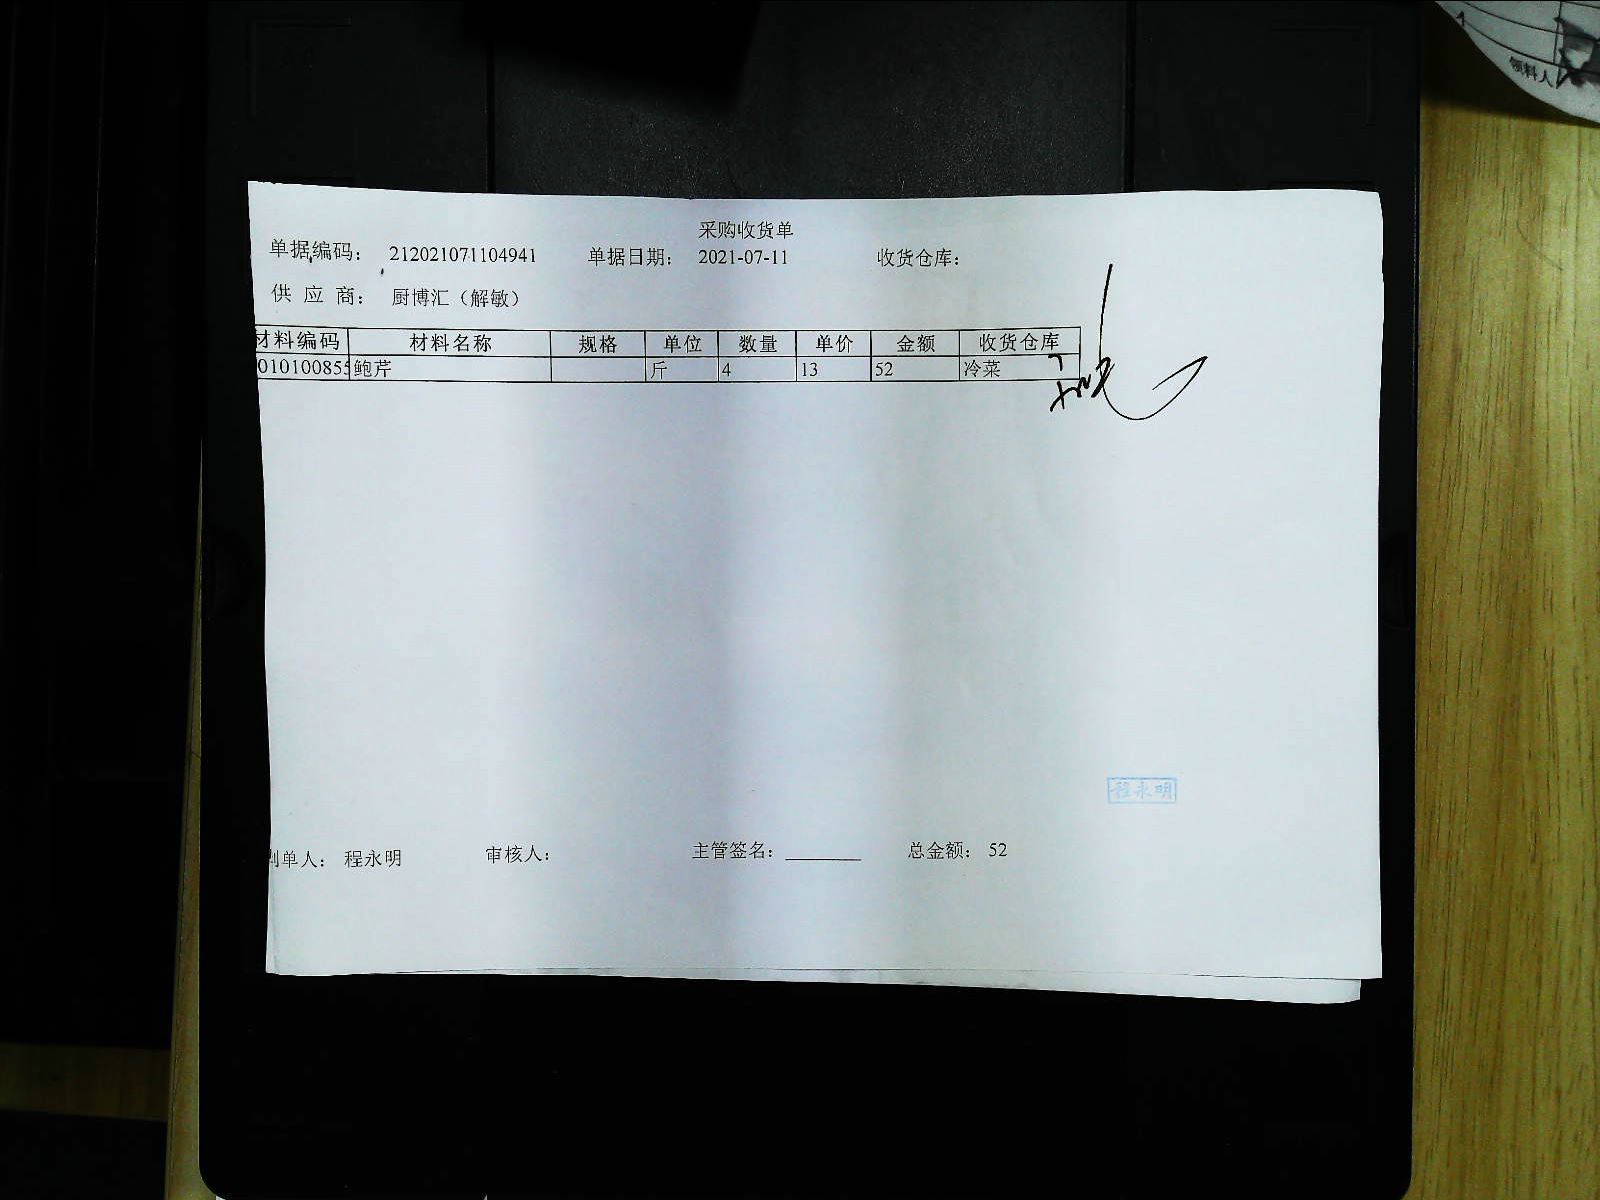 领料人
采购收货单
单据编码： 212021071104941 单据日期： 2021-07-11 收货仓库：
供 应 商： 厨博汇（解敏）
材料编码 材料名称 规格 单位 数量 单价 金额 收货仓库
010100855 鲍芹 斤 4 13 52 冷菜
程永明
制单人： 程永明 审核人： 主管签名： 总金额： 52